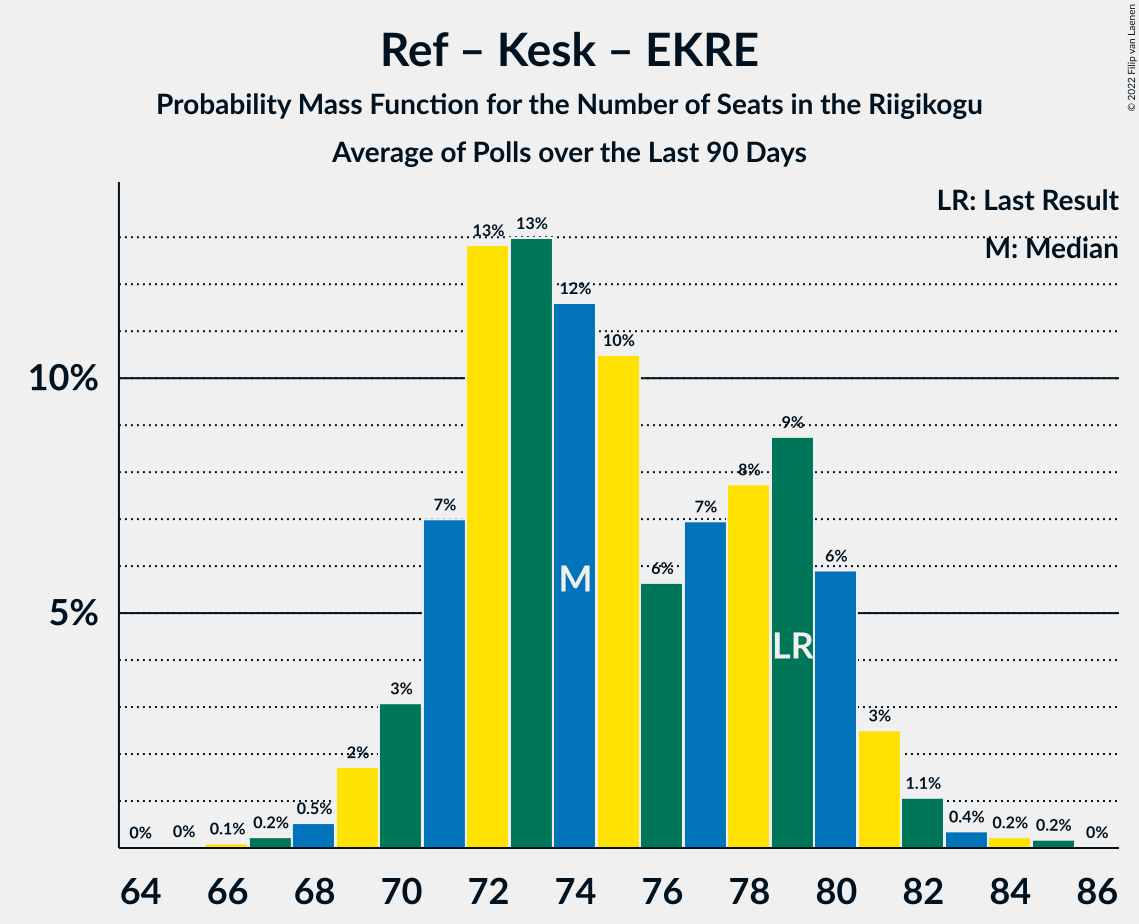 Ref – Kesk – EKRE
Probability Mass Function for the Number of Seats in the Riigikogu
Average of Polls over the Last 90 Days
© 2022 Filip van Laenen
LR: Last Result
M: Median
10%
5%
0%
0%
0.1%
0.2%
0.5%
2%
3%
7%
13%
13%
12%
10%
6%
7%
8%
9%
6%
3%
1.1%
0.4%
0.2%
0.2%
0%
M
LR
64 66 68 70 72 74 76 78 80 82 84 86